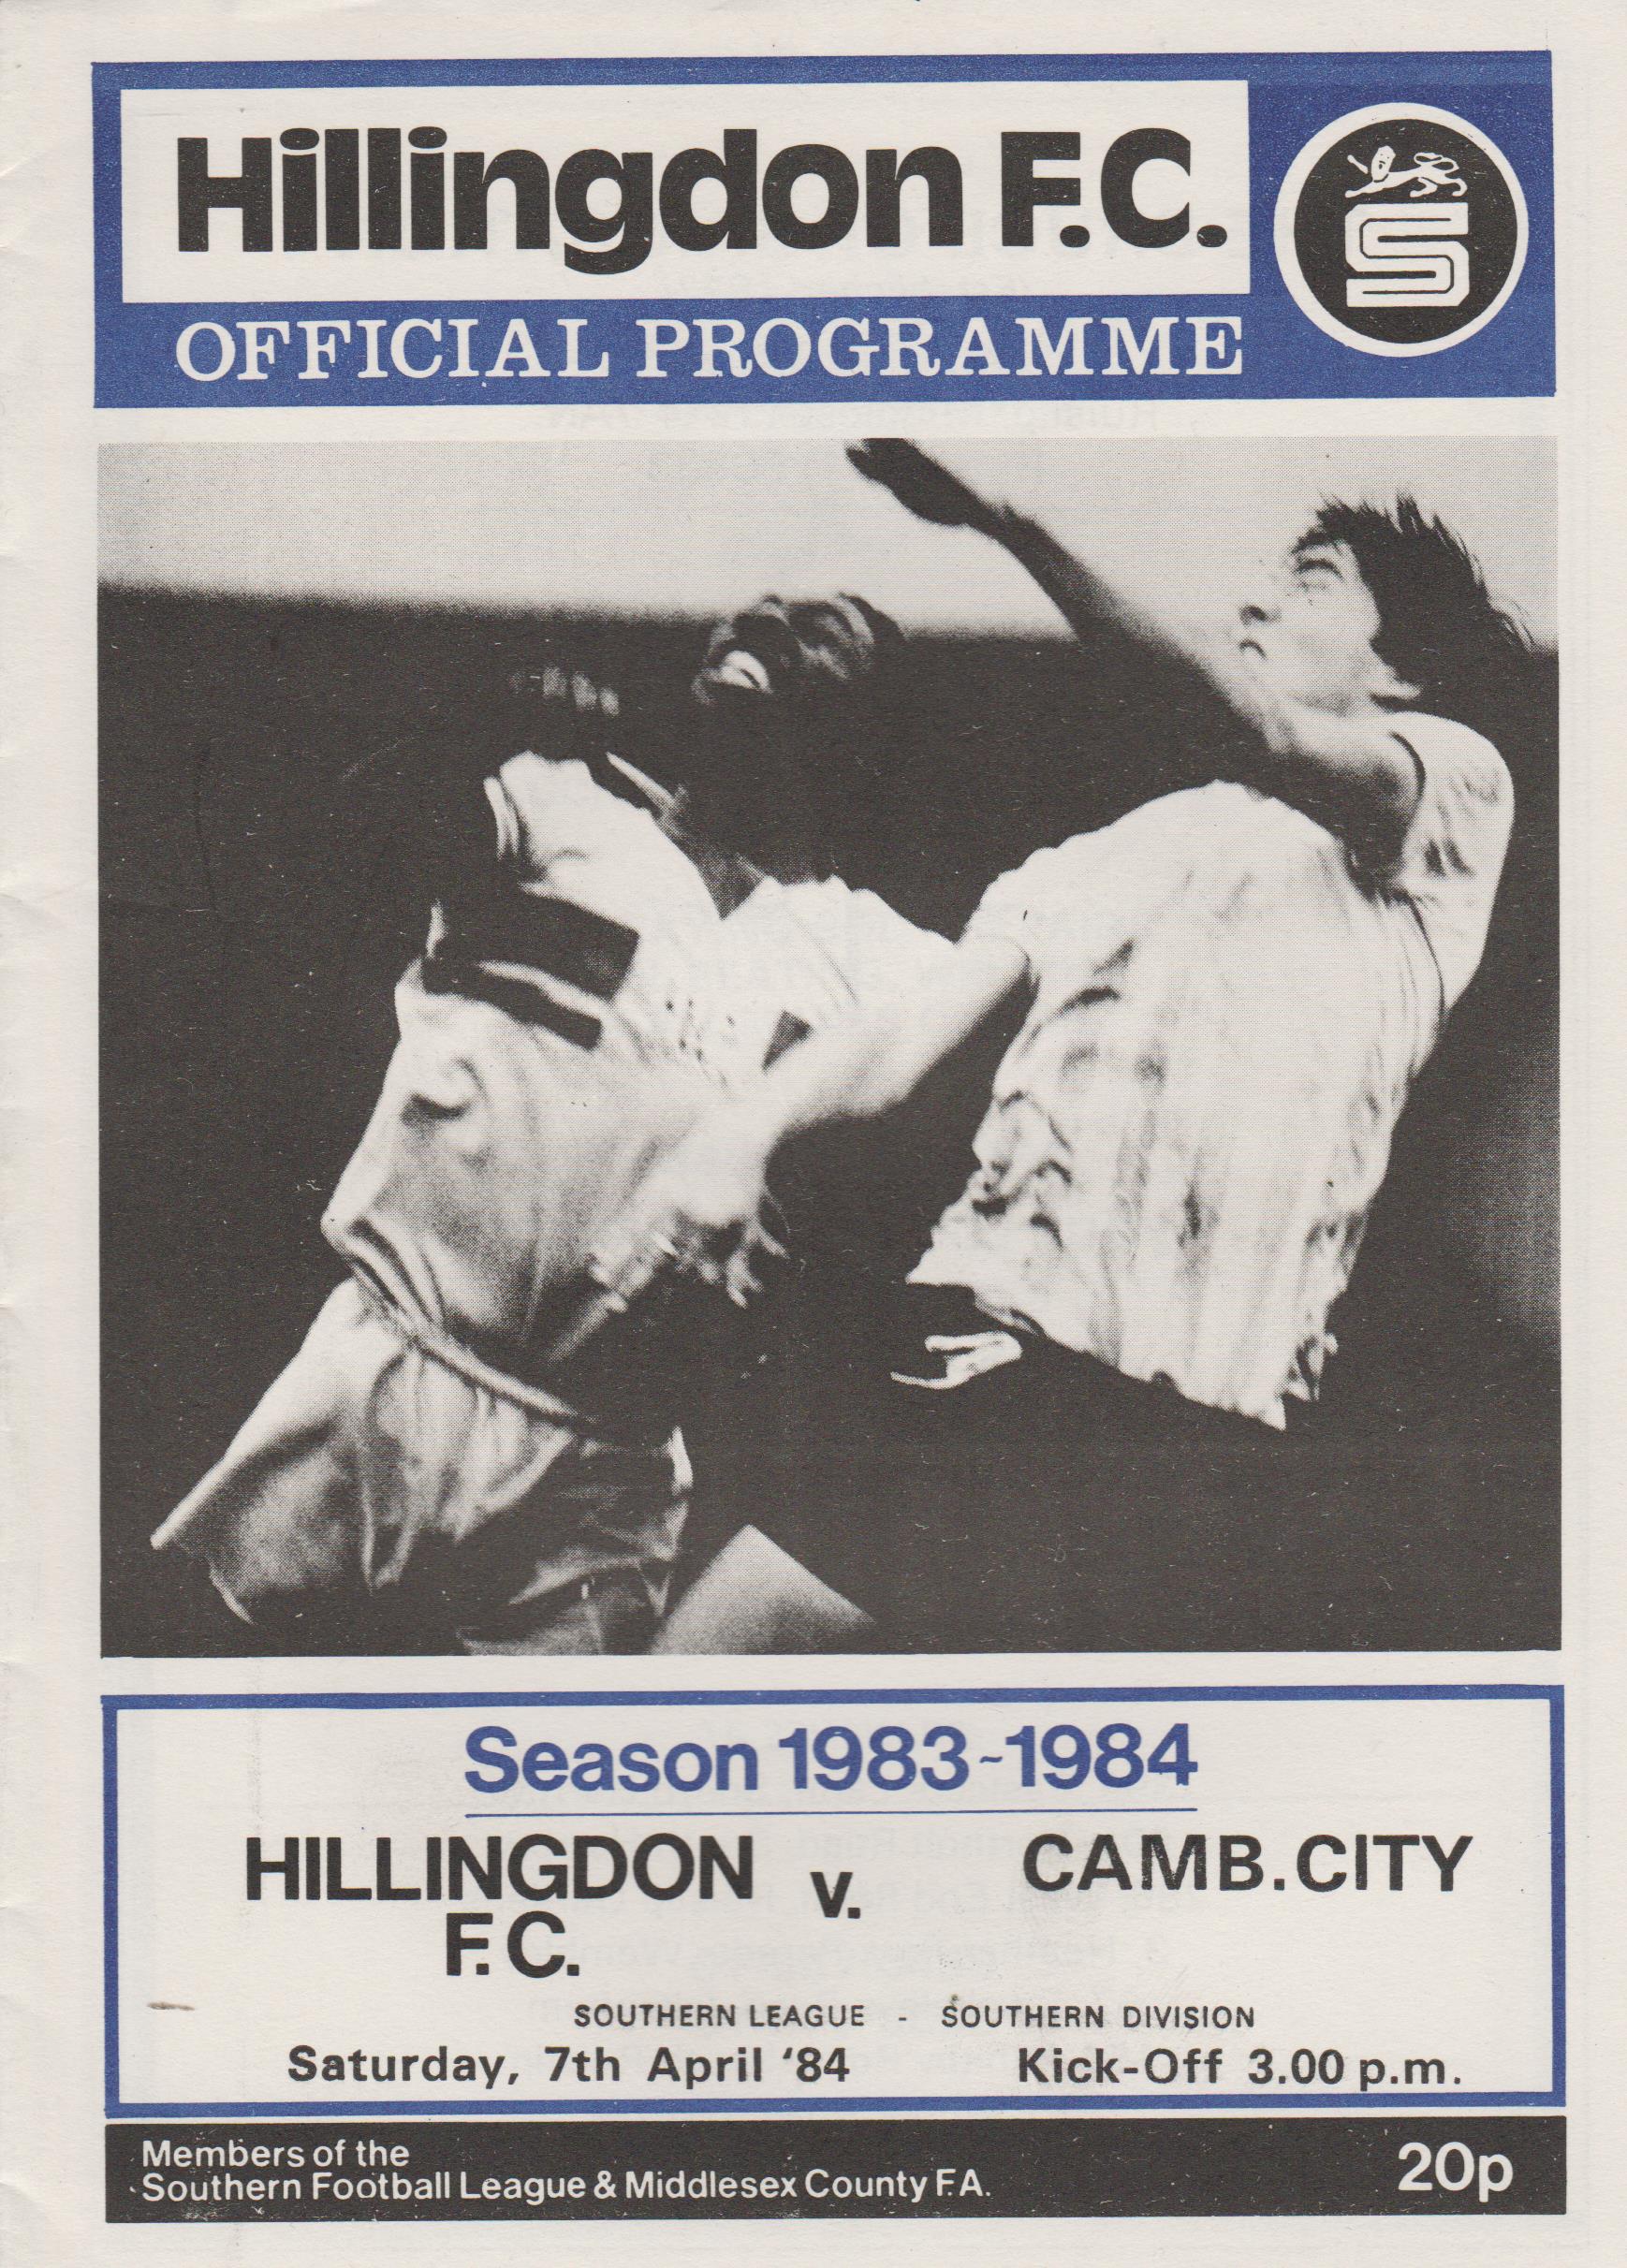 Hillingdon F.C.
S
OFFICIAL PROGRAMME
Season 1983-1984
HILLINGDON v. CAMB.CITY
F.C.
SOUTHERN LEAGUE - SOUTHERN DIVISION
Saturday, 7th April '84 Kick-Off 3.00 p.m.
Members of the
Southern Football League & Middlesex County F.A.
20p